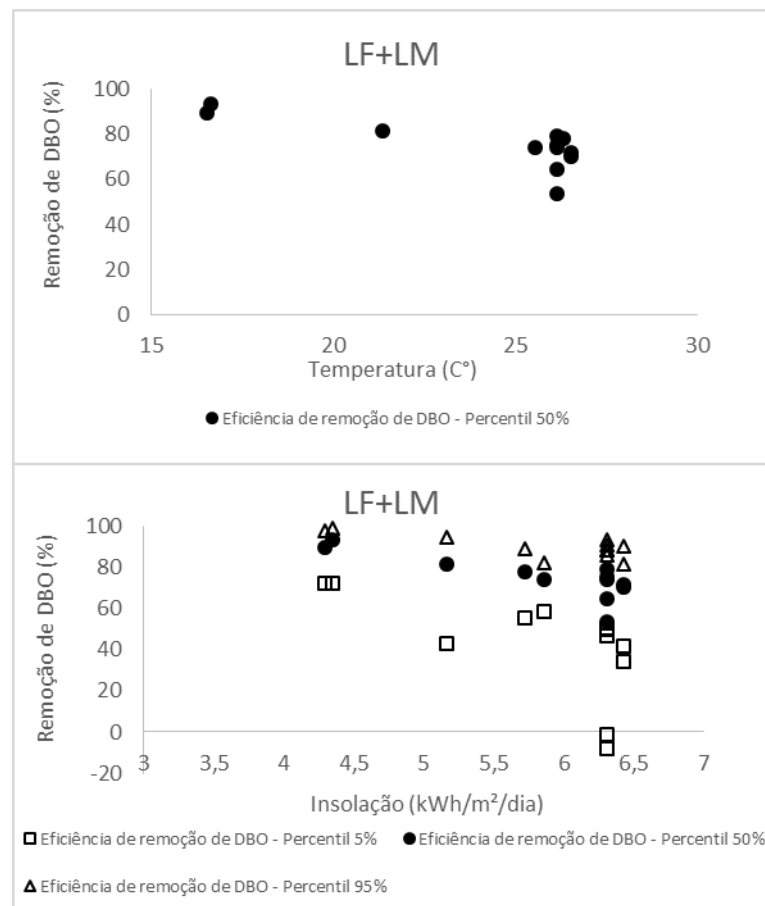 LF+LM
Remoção de DBO (%)
100
80
60
40
20
0
15
20
25
30
Temperatura (C°)
● Eficiência de remoção de DBO - Percentil 50%
LF+LM
Remoção de DBO (%)
100
80
60
40
20
0
-20
3
3,5
4
4,5
5
5,5
6
6,5
7
Insolação (kWh/m²/dia)
Eficiência de remoção de DBO - Percentil 5%
Eficiência de remoção de DBO - Percentil 50%
Eficiência de remoção de DBO - Percentil 95%